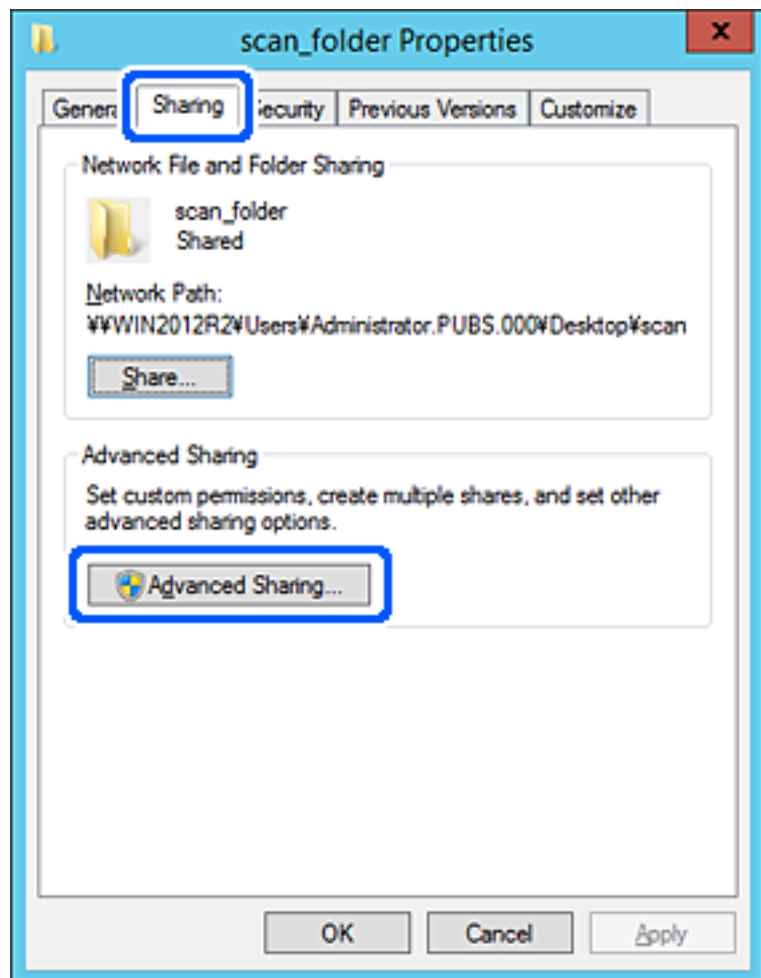 scan_folder Properties
x
General Sharing Security Previous Versions Customize
Network File and Folder Sharing
scan_folder
Shared
Network Path:
¥¥WIN2012R2¥Users¥Administrator.PUBS.000¥Desktop¥scan
Share...
Advanced Sharing
Set custom permissions, create multiple shares, and set other
advanced sharing options.
Advanced Sharing...
OK Cancel Apply